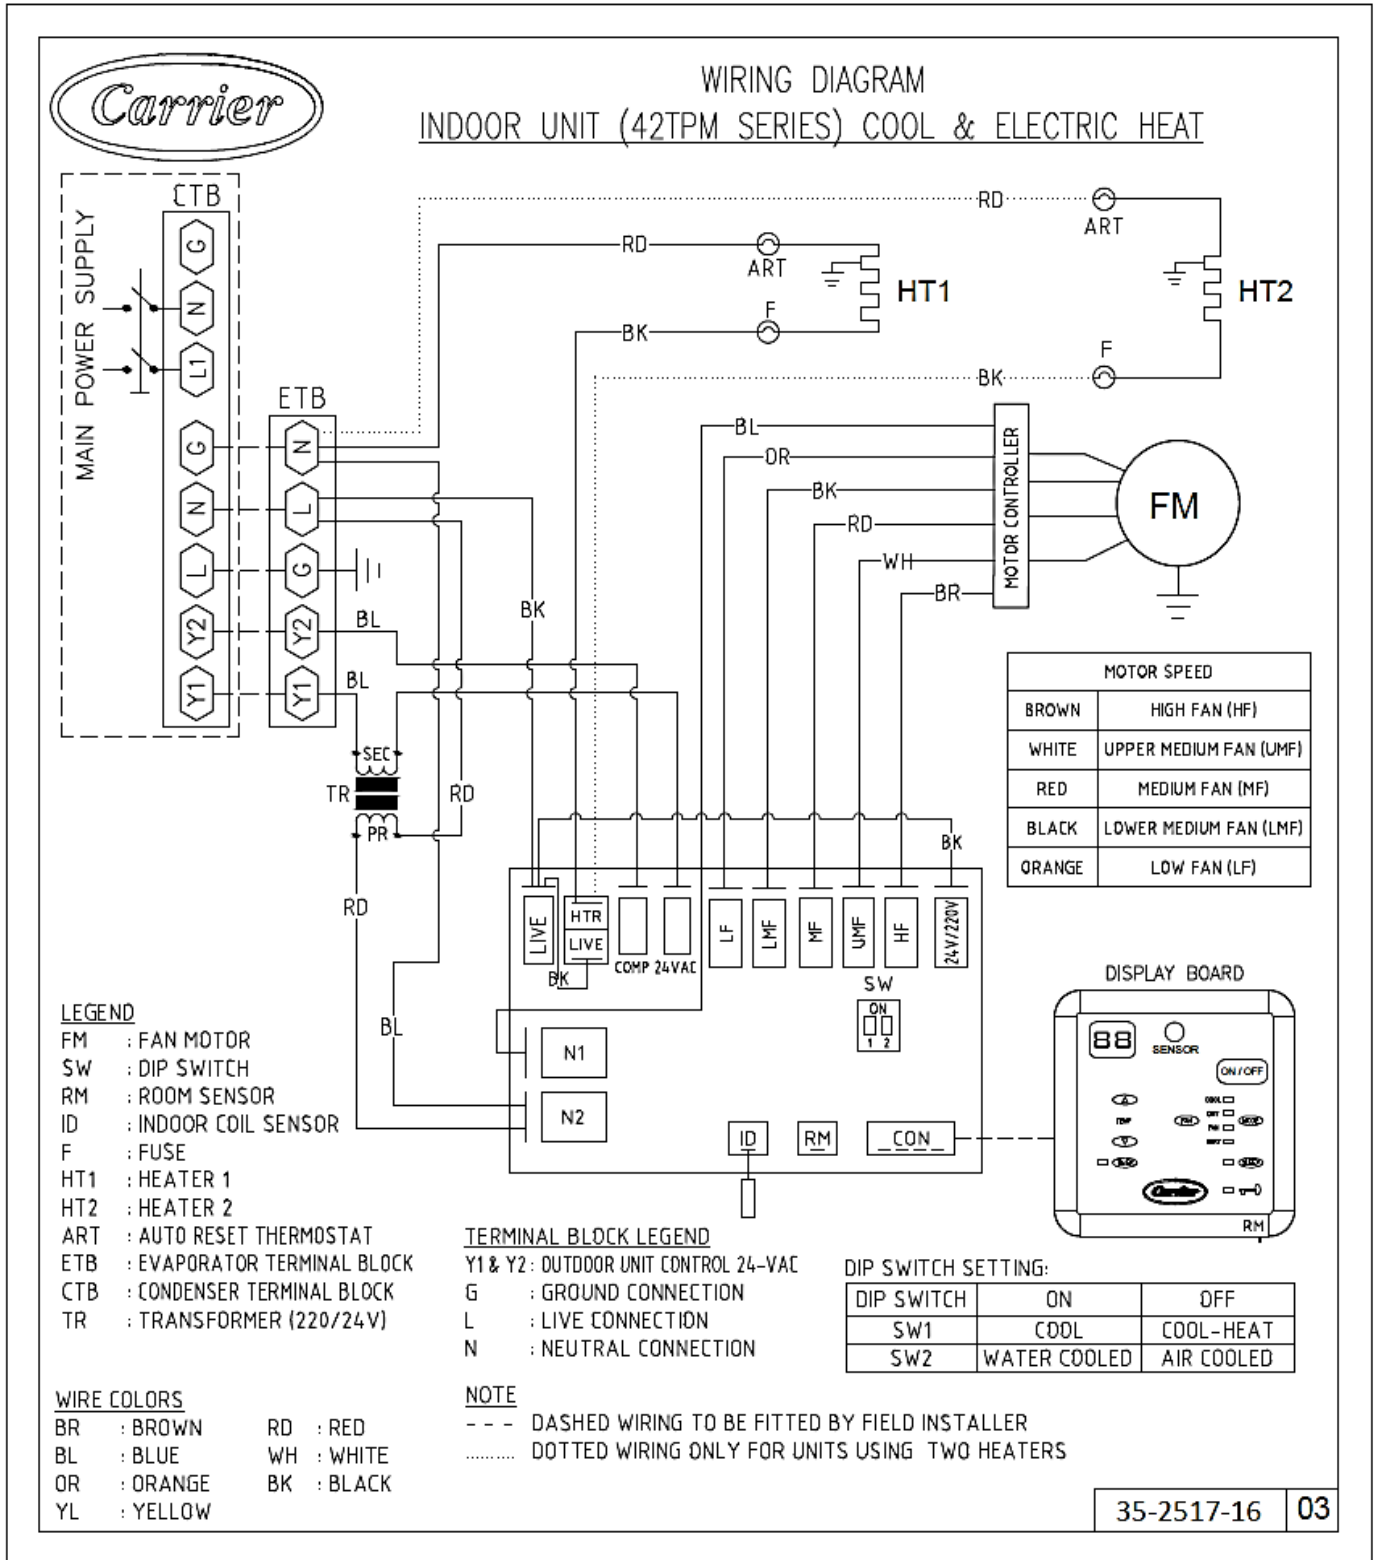 Carrier
WIRING DIAGRAM
INDOOR UNIT (42TPM SERIES) COOL & ELECTRIC HEAT
MAIN POWER SUPPLY
CTB
G
N
L1
G
N
L
Y2
Y1
ETB
N
L
G
Y2
Y1
RD
ART
RD
ART
HT1
HT2
F
BK
F
BK
BL
OR
BK
RD
WH
BR
MOTOR CONTROLLER
FM
BK
BL
BL
SEC
TR
PR
RD
RD
BK
BL
MOTOR SPEED
BROWN HIGH FAN (HF)
WHITE UPPER MEDIUM FAN (UMF)
RED MEDIUM FAN (MF)
BLACK LOWER MEDIUM FAN (LMF)
ORANGE LOW FAN (LF)
LIVE
HTR
LIVE
BK
COMP 24VAC
LF
LMF
MF
UMF
HF
24V/220V
SW
ON
1 2
N1
N2
ID
RM
CON
DISPLAY BOARD
88
SENSOR
ON/OFF
COOL
TEMP
FAN
Carrier
RM
LEGEND
FM : FAN MOTOR
SW : DIP SWITCH
RM : ROOM SENSOR
ID : INDOOR COIL SENSOR
F : FUSE
HT1 : HEATER 1
HT2 : HEATER 2
ART : AUTO RESET THERMOSTAT
ETB : EVAPORATOR TERMINAL BLOCK
CTB : CONDENSER TERMINAL BLOCK
TR : TRANSFORMER (220/24V)
TERMINAL BLOCK LEGEND
Y1 & Y2 : OUTDOOR UNIT CONTROL 24-VAC
G : GROUND CONNECTION
L : LIVE CONNECTION
N : NEUTRAL CONNECTION
DIP SWITCH SETTING:
DIP SWITCH ON OFF
SW1 COOL COOL-HEAT
SW2 WATER COOLED AIR COOLED
WIRE COLORS
BR : BROWN RD : RED
BL : BLUE WH : WHITE
OR : ORANGE BK : BLACK
YL : YELLOW
NOTE
- - - DASHED WIRING TO BE FITTED BY FIELD INSTALLER
.......... DOTTED WIRING ONLY FOR UNITS USING TWO HEATERS
35-2517-16 03